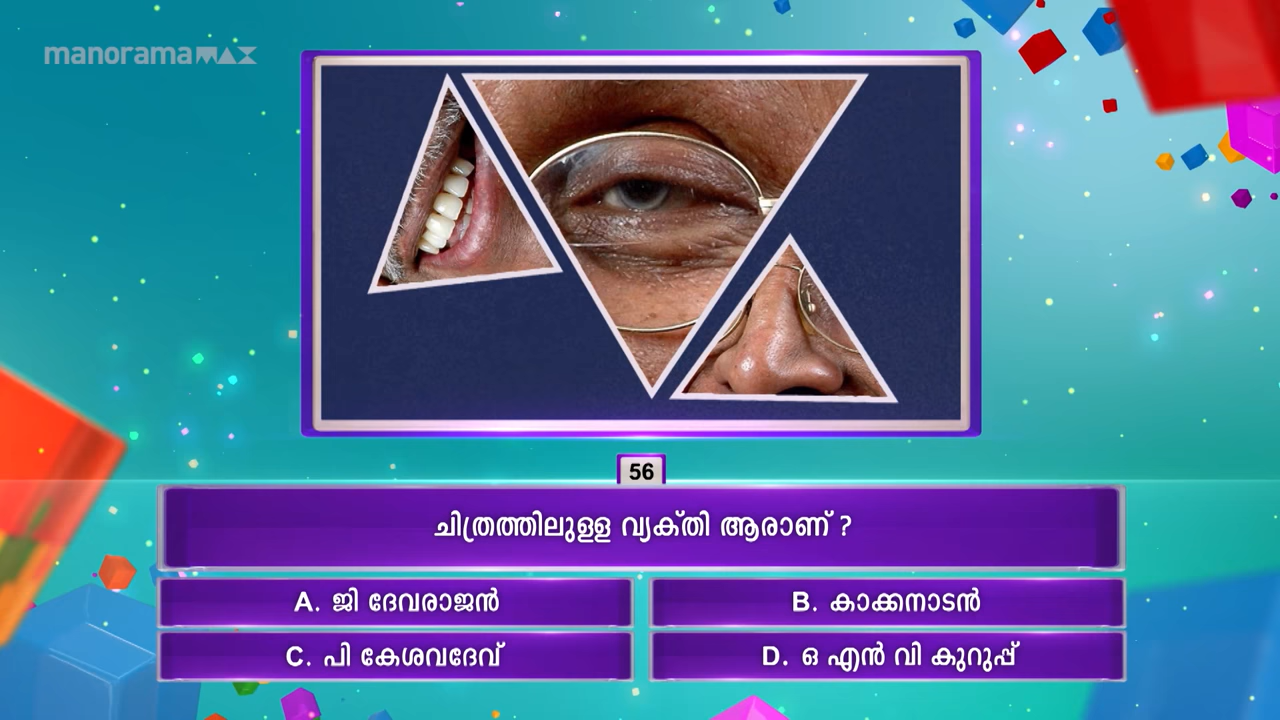 manoramaMAX
56
ചിത്രത്തിലുള്ള വ്യക്തി ആരാണ് ?
A. ജി ദേവരാജൻ
B. കാക്കനാടൻ
C. പി കേശവദേവ്
D. ഒ എൻ വി കുറുപ്പ്